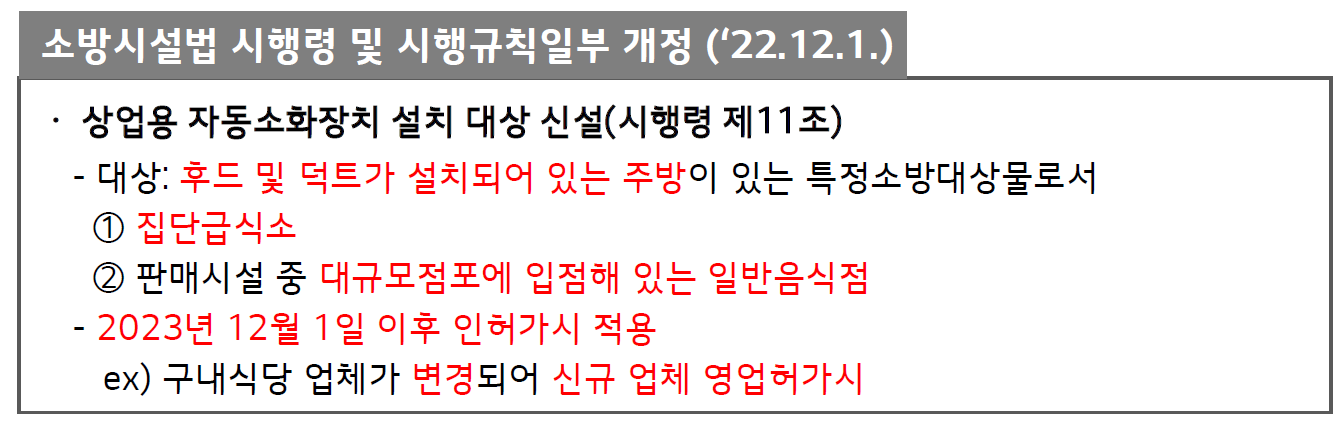 소방시설법 시행령 및 시행규칙일부 개정 (‘22.12.1.)
· 상업용 자동소화장치 설치 대상 신설(시행령 제11조)
- 대상: 후드 및 덕트가 설치되어 있는 주방이 있는 특정소방대상물로서
① 집단급식소
② 판매시설 중 대규모점포에 입점해 있는 일반음식점
- 2023년 12월 1일 이후 인허가시 적용
ex) 구내식당 업체가 변경되어 신규 업체 영업허가시